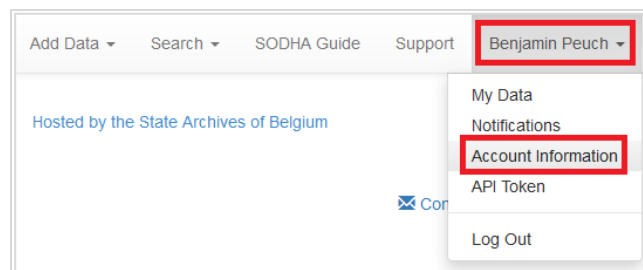 Add Data Search SODHA Guide Support Benjamin Peuch
My Data
Hosted by the State Archives of Belgium
Notifications
Account Information
API Token
Log Out